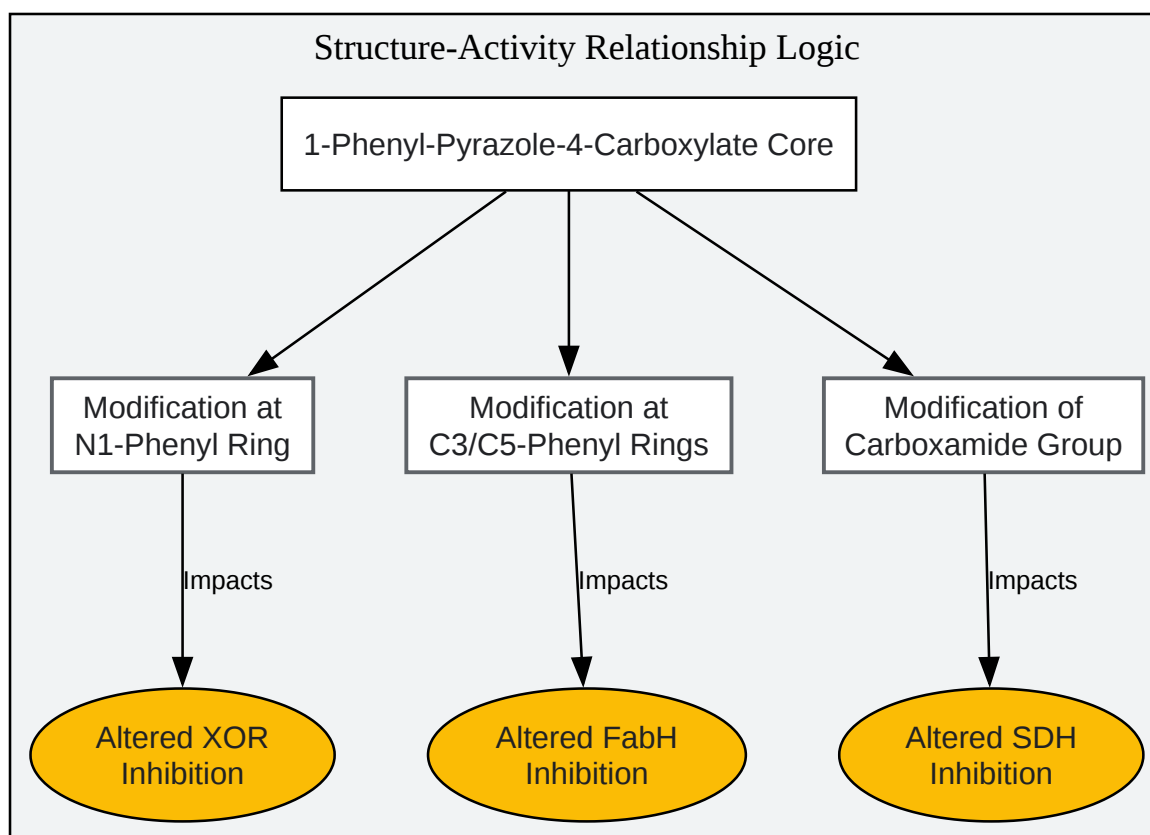 Structure-Activity Relationship Logic
1-Phenyl-Pyrazole-4-Carboxylate Core
Modification at
N1-Phenyl Ring
Modification at
C3/C5-Phenyl Rings
Modification of
Carboxamide Group
Impacts
Impacts
Impacts
Altered XOR
Inhibition
Altered FabH
Inhibition
Altered SDH
Inhibition